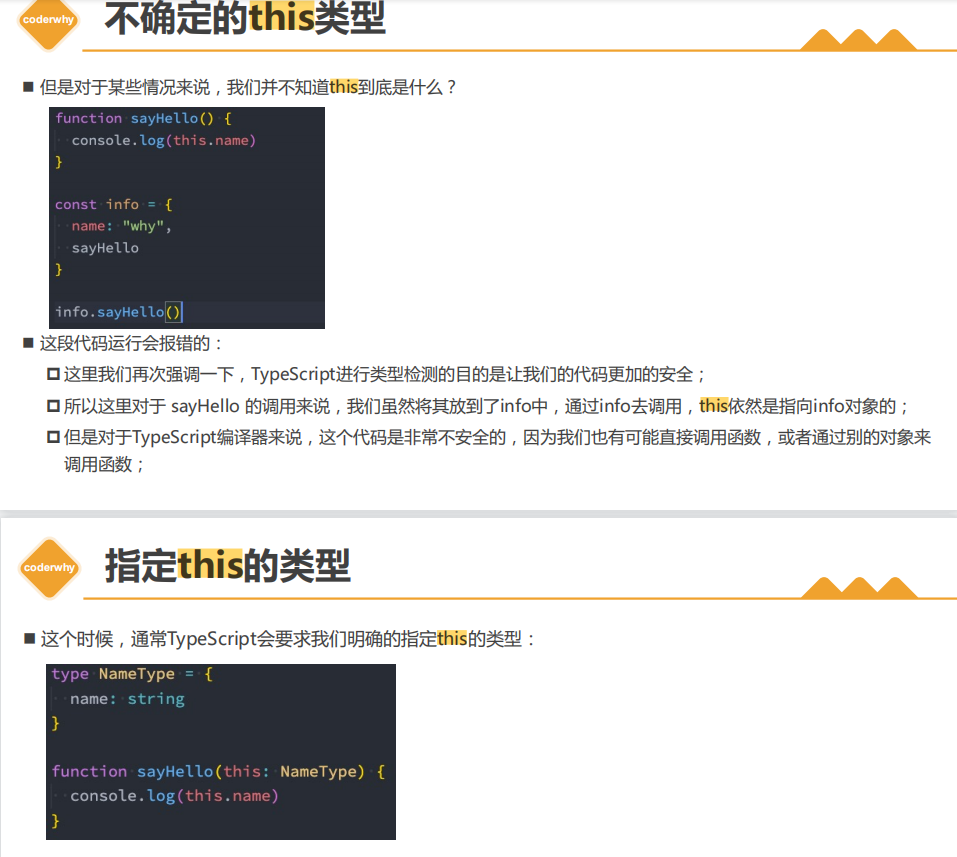 coderwhy
不确定的this类型
■ 但是对于某些情况来说，我们并不知道this到底是什么？
function sayHello() {
  console.log(this.name)
}
const info = {
  name: "why",
  sayHello
}
info.sayHello()
■ 这段代码运行会报错的：
这里我们再次强调一下，TypeScript进行类型检测的目的是让我们的代码更加的安全；
所以这里对于 sayHello 的调用来说，我们虽然将其放到了info中，通过info去调用，this依然是指向info对象的；
但是对于TypeScript编译器来说，这个代码是非常不安全的，因为我们也有可能直接调用函数，或者通过别的对象来
调用函数；
coderwhy
指定this的类型
■ 这个时候，通常TypeScript会要求我们明确的指定this的类型：
type NameType = {
  name: string
}
function sayHello(this: NameType) {
  console.log(this.name)
}